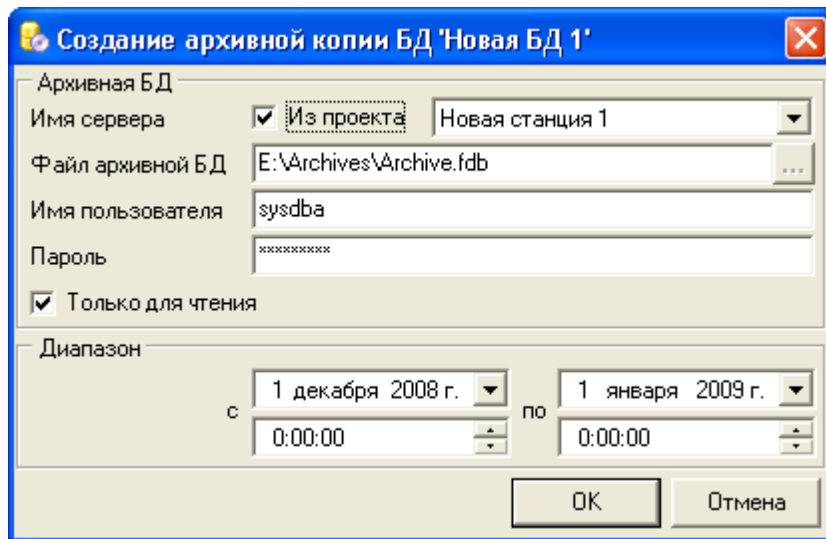 Создание архивной копии БД 'Новая БД 1'
Архивная БД
Имя сервера Из проекта Новая станция 1
Файл архивной БД E:\Archives\Archive.fdb ...
Имя пользователя sysdba
Пароль ×××××××××
Только для чтения
Диапазон
с 1 декабря 2008 г. по 1 января 2009 г.
0:00:00 0:00:00
OK Отмена